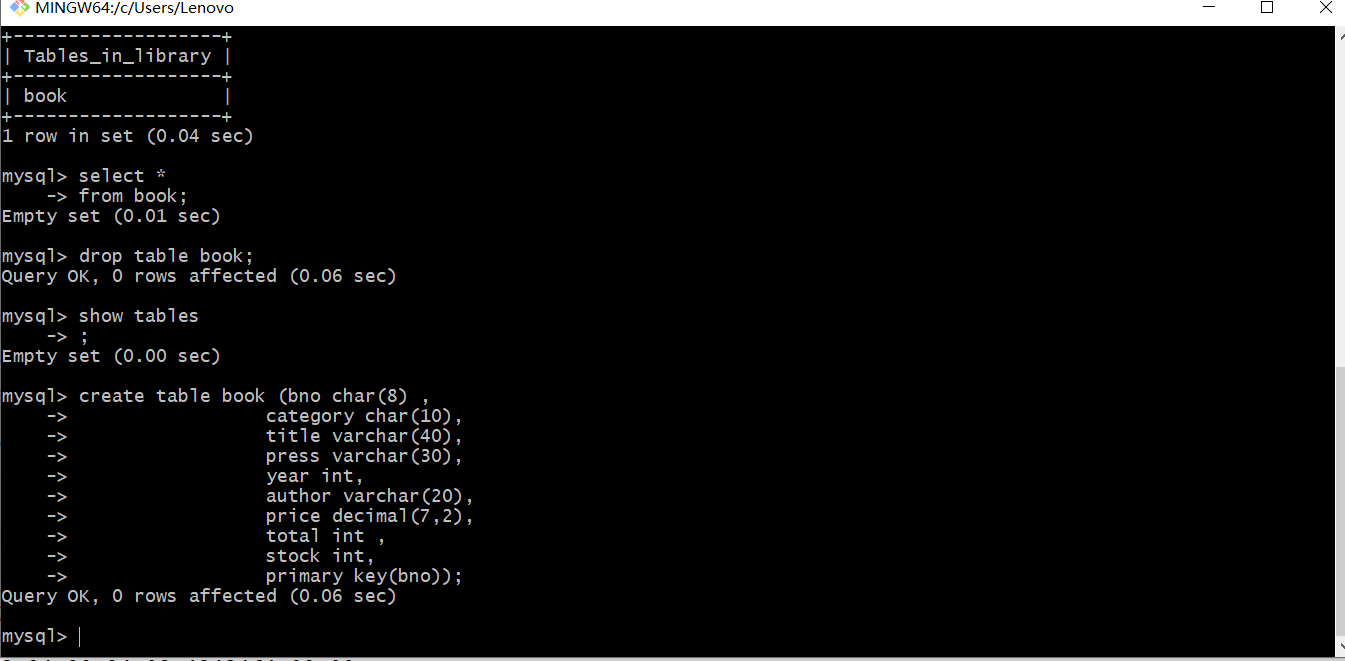 MINGW64:/c/Users/Lenovo
+-------------------+
| Tables_in_library |
+-------------------+
| book              |
+-------------------+
1 row in set (0.04 sec)
mysql> select *
    -> from book;
Empty set (0.01 sec)
mysql> drop table book;
Query OK, 0 rows affected (0.06 sec)
mysql> show tables
    -> ;
Empty set (0.00 sec)
mysql> create table book (bno char(8) ,
    ->                  category char(10),
    ->                  title varchar(40),
    ->                  press varchar(30),
    ->                  year int,
    ->                  author varchar(20),
    ->                  price decimal(7,2),
    ->                  total int ,
    ->                  stock int,
    ->                  primary key(bno));
Query OK, 0 rows affected (0.06 sec)
mysql>